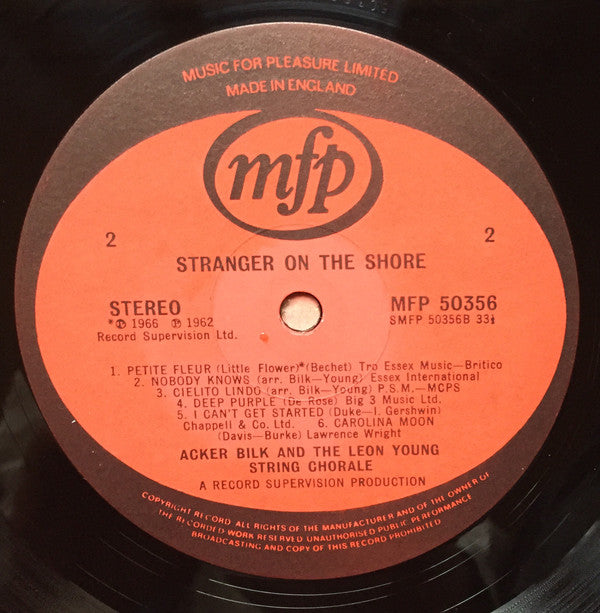 MUSIC FOR PLEASURE LIMITED
MADE IN ENGLAND
mfp
2
2
STRANGER ON THE SHORE
STEREO
*℗ 1966 ℗ 1962
Record Supervision Ltd.
MFP 50356
SMFP 50356B 33⅓
1. PETITE FLEUR (Little Flower)*(Bechet) Tro Essex Music—Britico
2. NOBODY KNOWS (arr. Bilk—Young) Essex International
3. CIELITO LINDO (arr. Bilk—Young) P.S.M.—MCPS
4. DEEP PURPLE (De Rose) Big 3 Music Ltd.
5. I CAN'T GET STARTED (Duke—I. Gershwin)
Chappell & Co. Ltd. 6. CAROLINA MOON
(Davis—Burke) Lawrence Wright
ACKER BILK AND THE LEON YOUNG
STRING CHORALE
A RECORD SUPERVISION PRODUCTION
COPYRIGHT RECORD. ALL RIGHTS OF THE MANUFACTURER AND OF THE OWNER OF
THE RECORDED WORK RESERVED UNAUTHORISED PUBLIC PERFORMANCE
BROADCASTING AND COPY OF THIS RECORD PROHIBITED